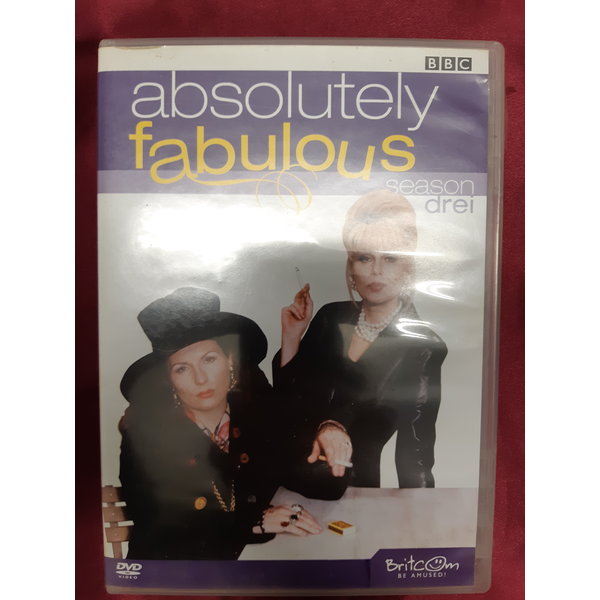 BBC
absolutely
fabulous
season
drei
DVD
VIDEO
Britcom
BE AMUSED!